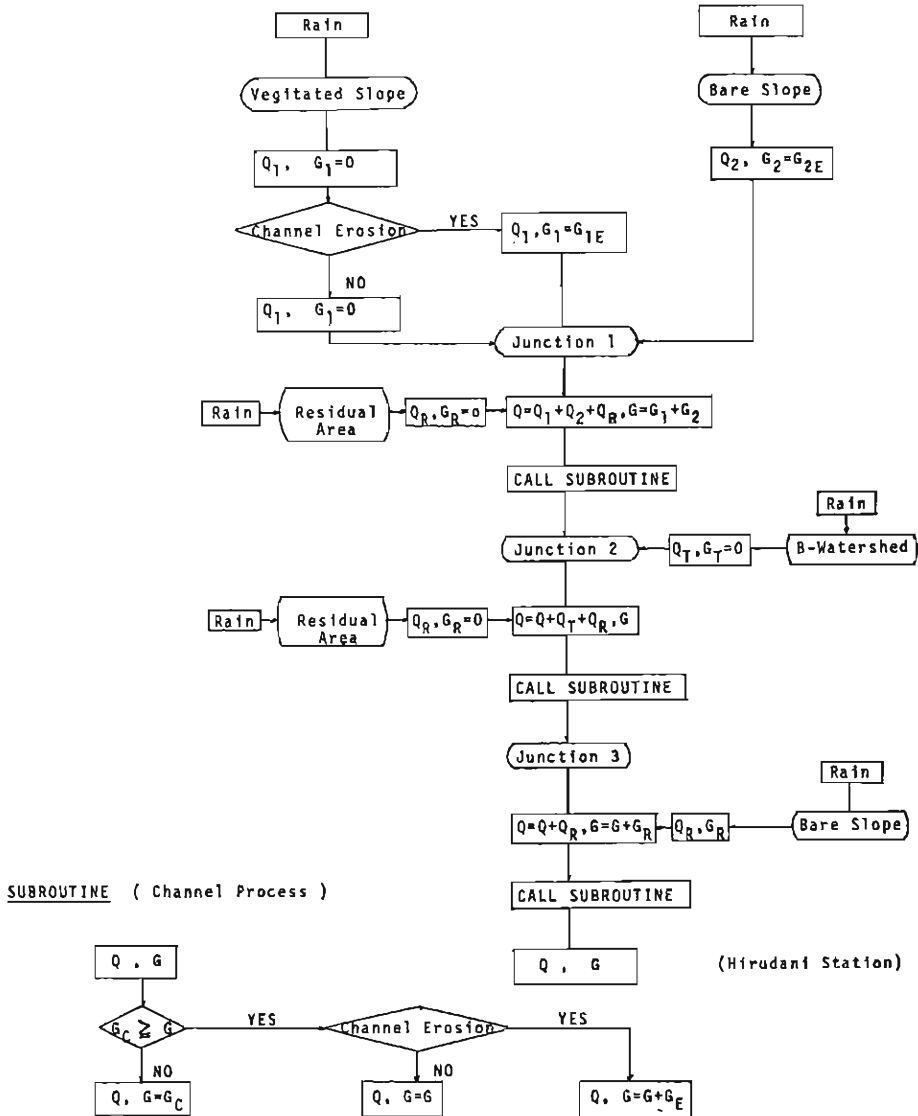 Rain
Rain
Vegitated Slope
Bare Slope
Q1, G1=0
Q2, G2=G2E
Channel Erosion
YES
Q1,G1=G1E
NO
Q1, G1=0
Junction 1
Rain
Residual
Area
QR,GR=0
Q=Q1+Q2+QR,G=G1+G2
CALL SUBROUTINE
Rain
Junction 2
QT,GT=0
B-Watershed
Rain
Residual
Area
QR,GR=0
Q=Q+QT+QR,G
CALL SUBROUTINE
Junction 3
Rain
Q=Q+QR,G=G+GR
QR,GR
Bare Slope
SUBROUTINE ( Channel Process )
CALL SUBROUTINE
Q , G
(Hirudani Station)
Q , G
GC ≧ G
YES
Channel Erosion
YES
NO
NO
Q, G=GC
Q, G=G
Q, G=G+GE